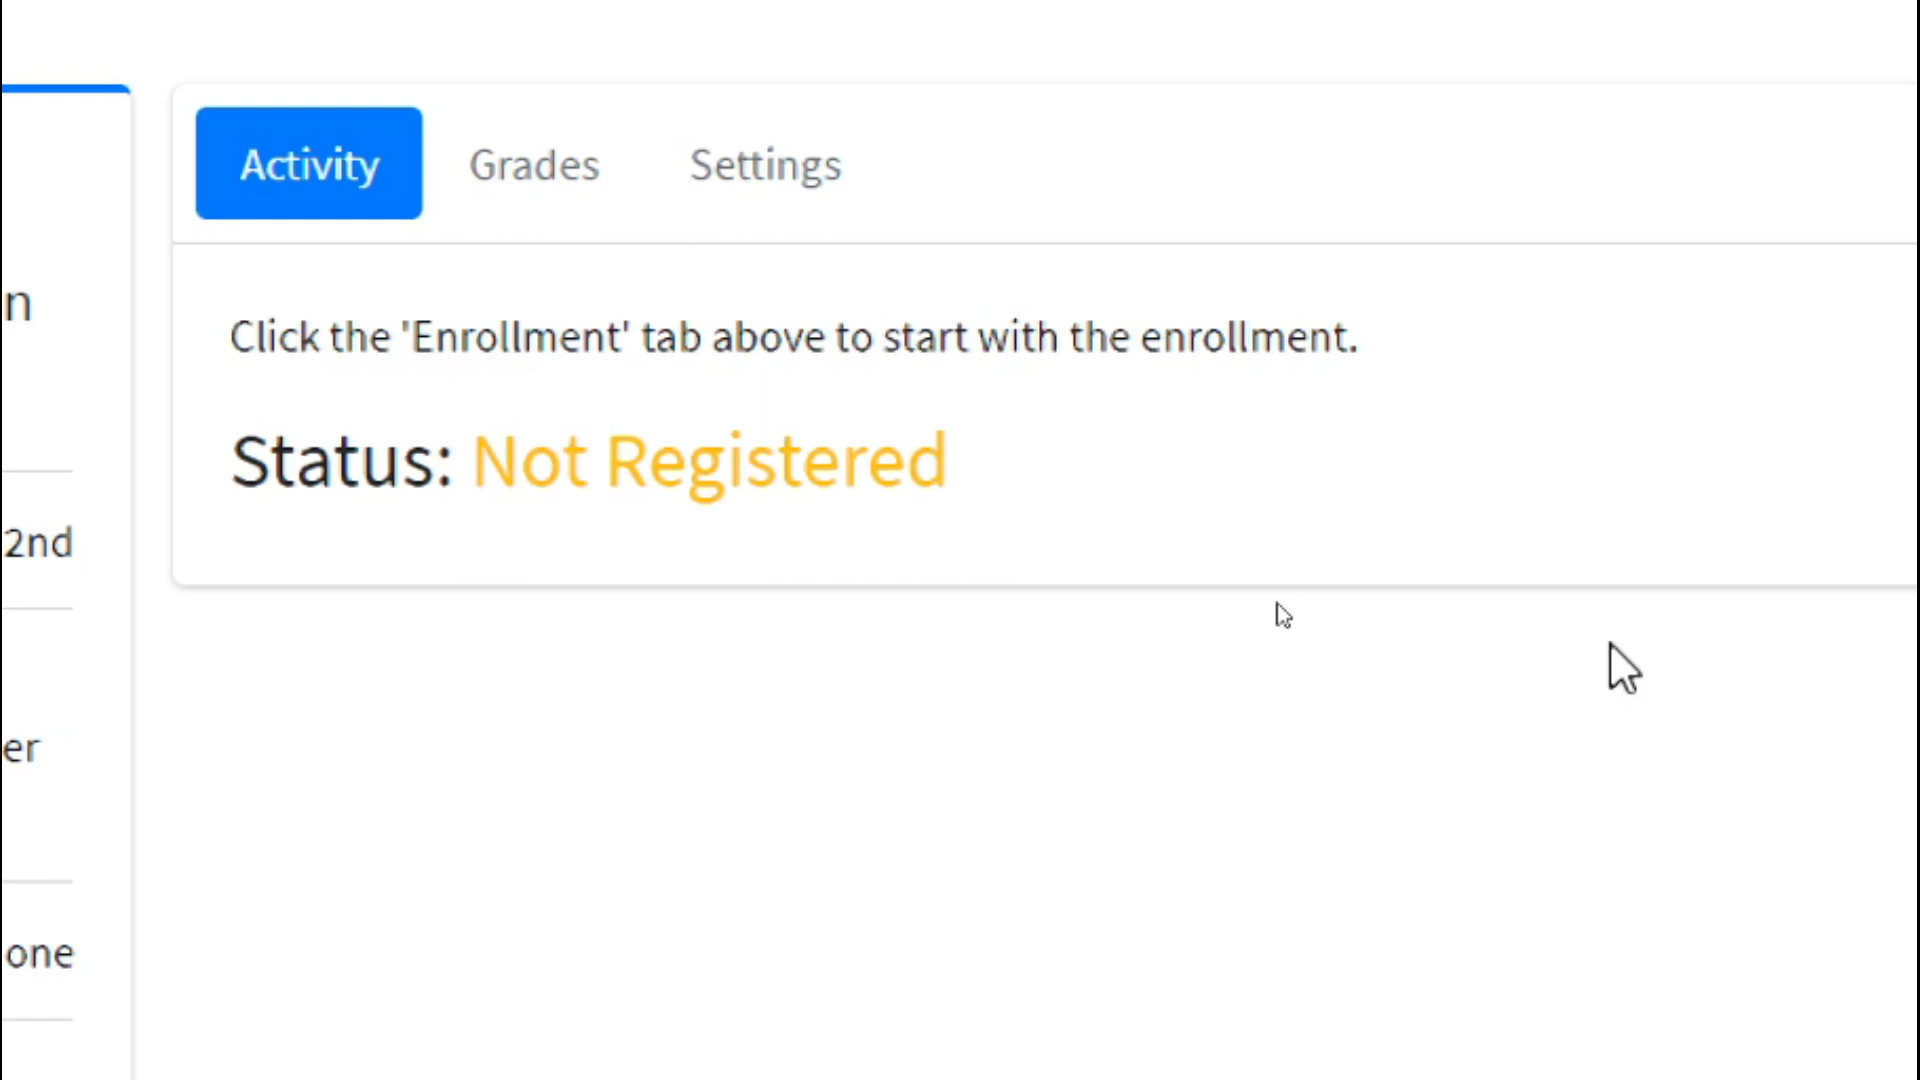 Activity Grades Settings
Click the 'Enrollment' tab above to start with the enrollment.
Status: Not Registered
n
2nd
er
one